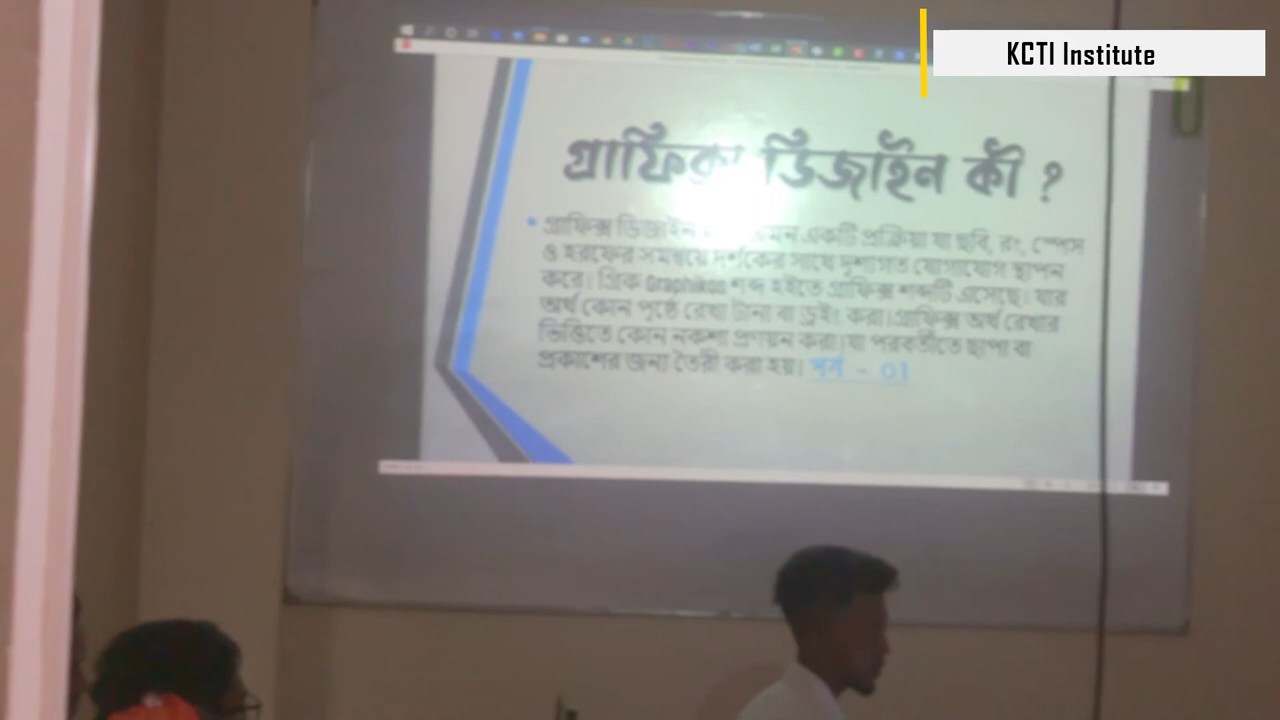 KCTI Institute
গ্রাফিক্স ডিজাইন কী ?
• গ্রাফিক্স ডিজাইন এমন একটি প্রক্রিয়া যা ছবি, রং, স্পেস
ও হরফের সমন্বয়ে দর্শকের সাথে দৃশ্যগত যোগাযোগ স্থাপন
করে। গ্রিক Graphikos শব্দ হইতে গ্রাফিক্স শব্দটি এসেছে। যার
অর্থ কোন পৃষ্ঠে রেখা টানা বা ড্রইং করা।গ্রাফিক্স অর্থ রেখার
ভিত্তিতে কোন নকশা প্রণয়ন করা।যা পরবর্তীতে ছাপা বা
প্রকাশের জন্য তৈরী করা হয়। পর্ব - 01